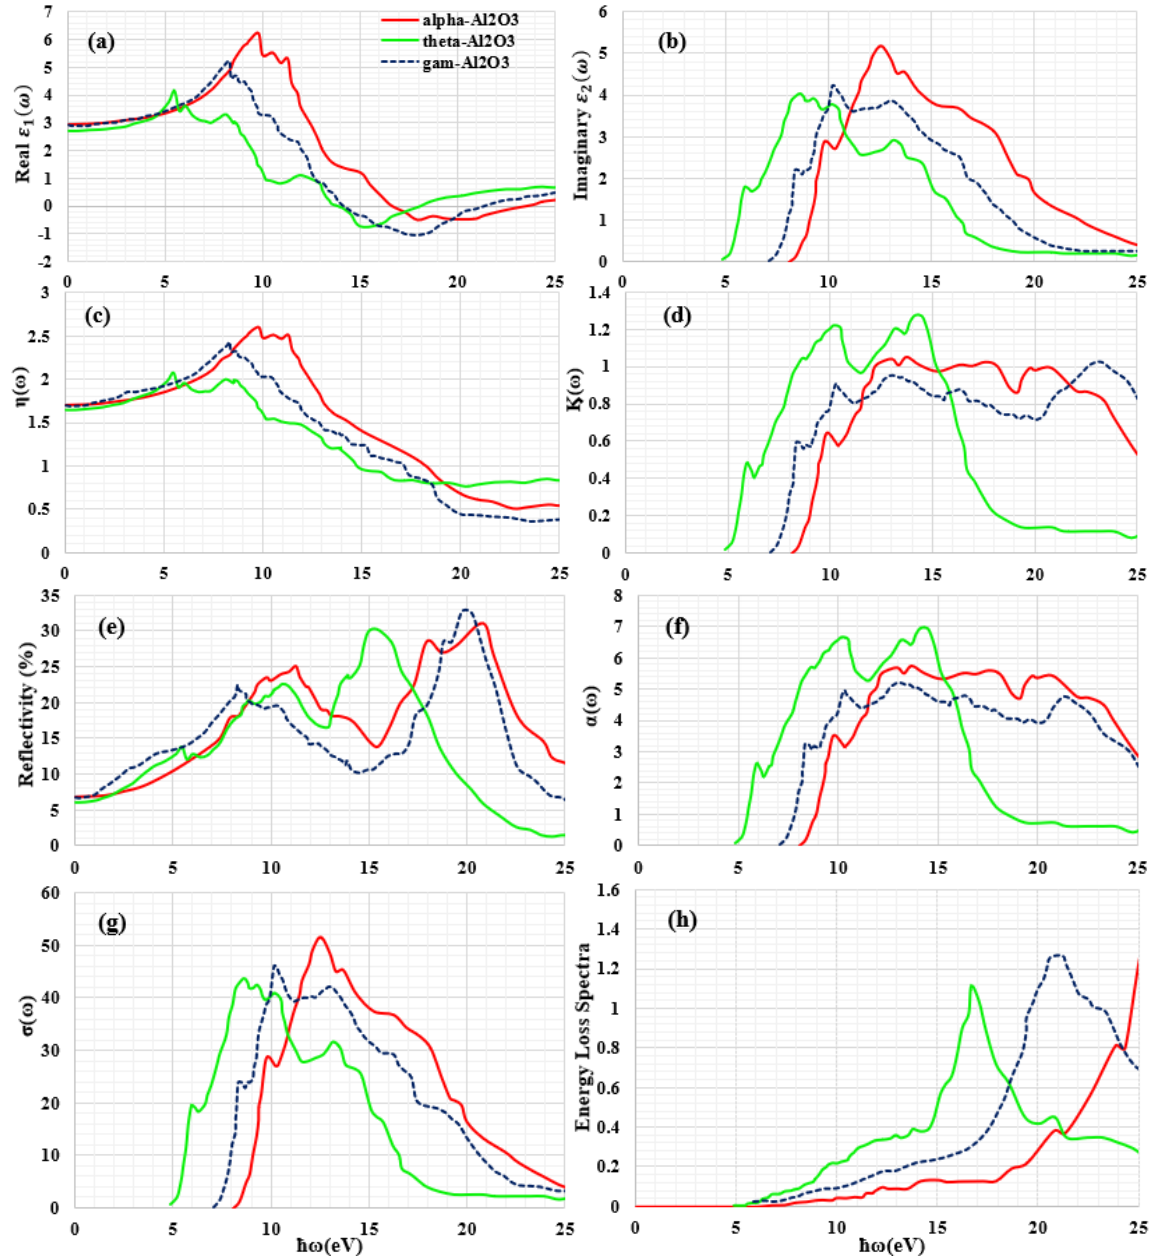 (a)
alpha-Al2O3
theta-Al2O3
gam-Al2O3
Real ε₁(ω)
7
6
5
4
3
2
1
0
-1
-2
0 5 10 15 20 25
(b)
Imaginary ε₂(ω)
6
5
4
3
2
1
0
0 5 10 15 20 25
(c)
η(ω)
3
2.5
2
1.5
1
0.5
0
0 5 10 15 20 25
(d)
K(ω)
1.4
1.2
1
0.8
0.6
0.4
0.2
0
0 5 10 15 20 25
(e)
Reflectivity (%)
35
30
25
20
15
10
5
0
0 5 10 15 20 25
(f)
α(ω)
8
7
6
5
4
3
2
1
0
0 5 10 15 20 25
(g)
σ(ω)
60
50
40
30
20
10
0
0 5 10 15 20 25
ħω(eV)
(h)
Energy Loss Spectra
1.6
1.4
1.2
1
0.8
0.6
0.4
0.2
0
0 5 10 15 20 25
ħω(eV)